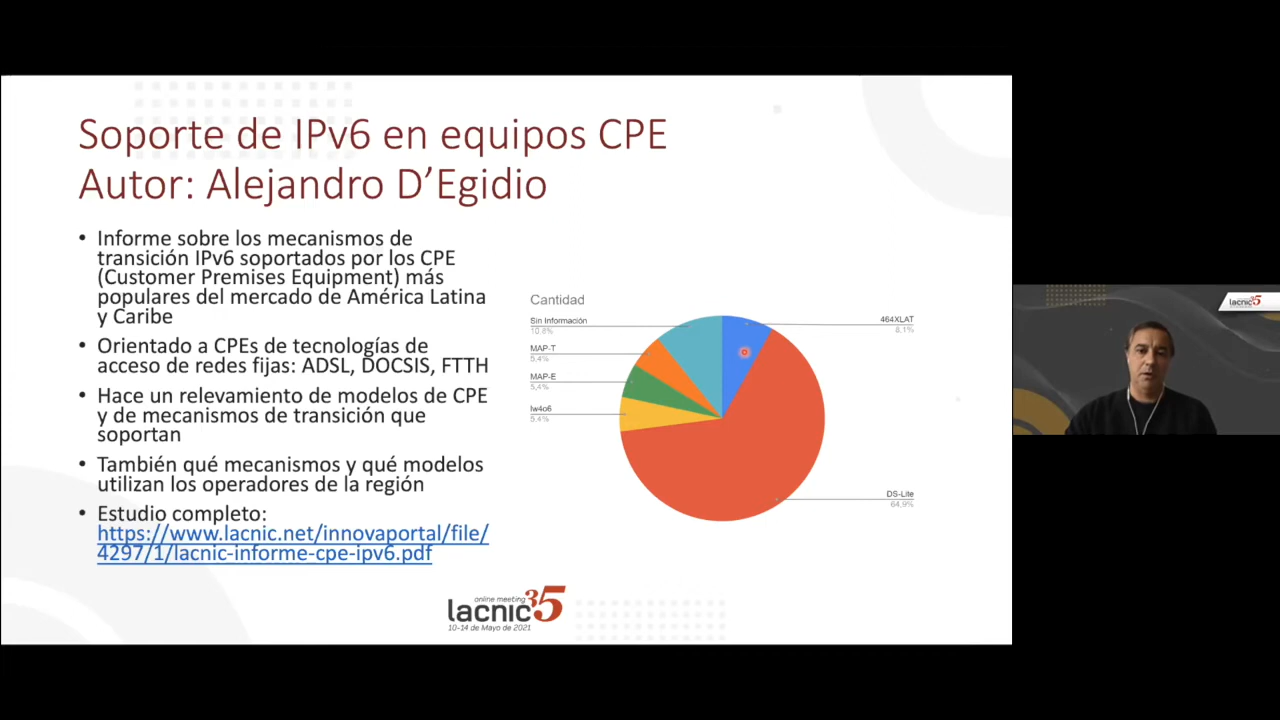 Soporte de IPv6 en equipos CPE
Autor: Alejandro D’Egidio
• Informe sobre los mecanismos de
transición IPv6 soportados por los CPE
(Customer Premises Equipment) más
populares del mercado de América Latina
y Caribe
• Orientado a CPEs de tecnologías de
acceso de redes fijas: ADSL, DOCSIS, FTTH
• Hace un relevamiento de modelos de CPE
y de mecanismos de transición que
soportan
• También qué mecanismos y qué modelos
utilizan los operadores de la región
• Estudio completo:
https://www.lacnic.net/innovaportal/file/
4297/1/lacnic-informe-cpe-ipv6.pdf
Cantidad
Sin Información
10,8%
MAP-T
5,4%
MAP-E
5,4%
lw4o6
5,4%
464XLAT
8,1%
DS-Lite
64,9%
online meeting
lacnic35
10-14 de Mayo de 2021
lacnic35